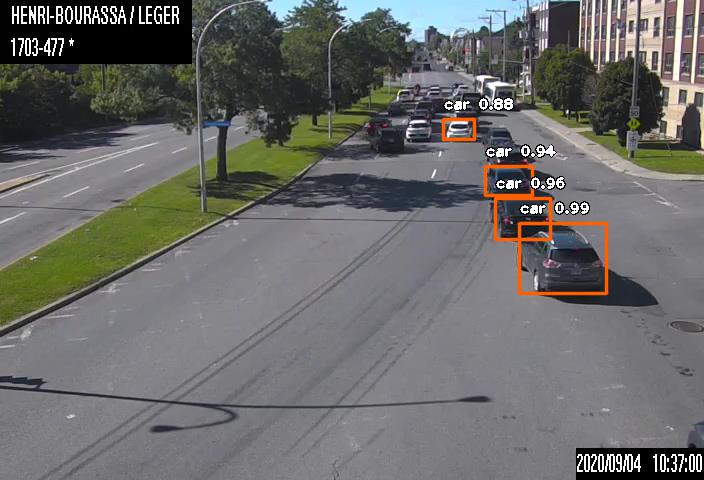 HENRI-BOURASSA / LEGER
1703-477 *
car 0.88
car 0.94
car 0.96
car 0.99
2020/09/04 10:37:00